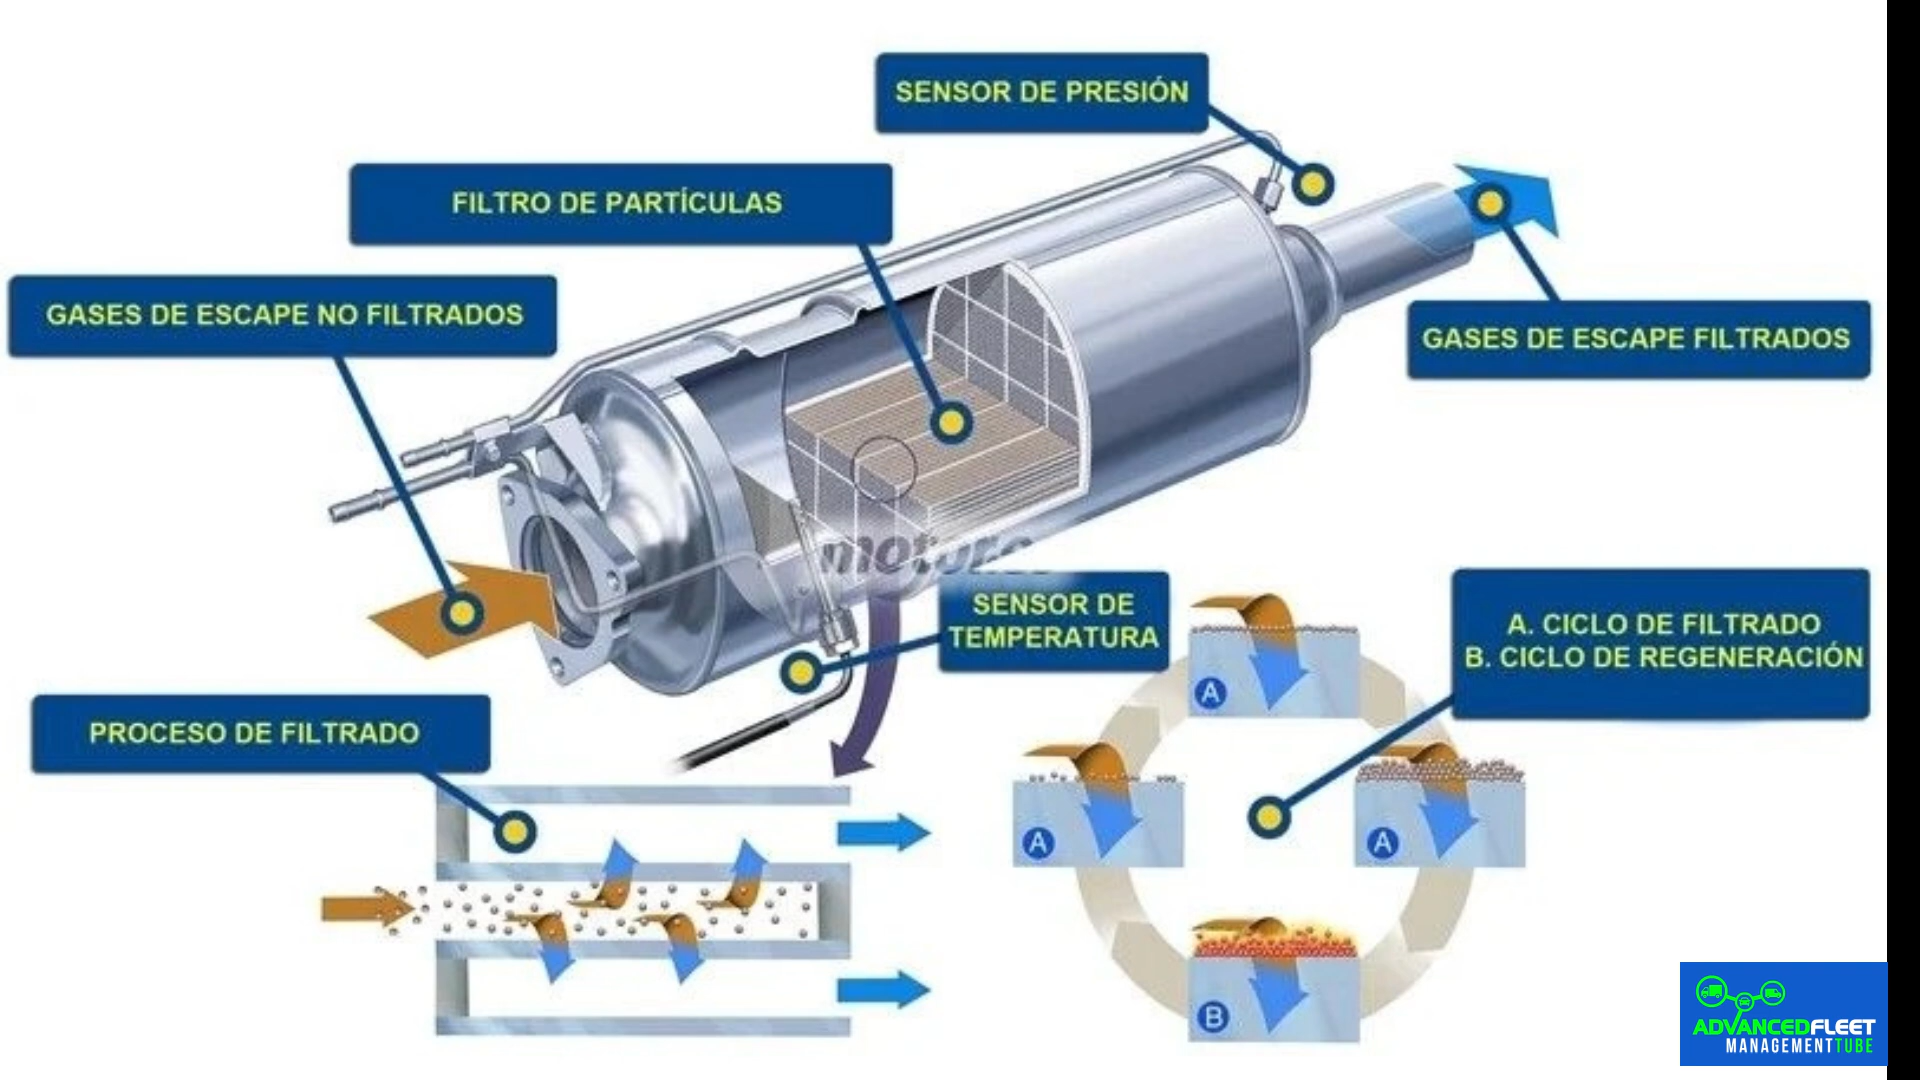 SENSOR DE PRESIÓN
FILTRO DE PARTÍCULAS
GASES DE ESCAPE NO FILTRADOS
GASES DE ESCAPE FILTRADOS
SENSOR DE
TEMPERATURA
A. CICLO DE FILTRADO
B. CICLO DE REGENERACIÓN
PROCESO DE FILTRADO
A
A
A
B
ADVANCEDFLEET
MANAGEMENTTUBE